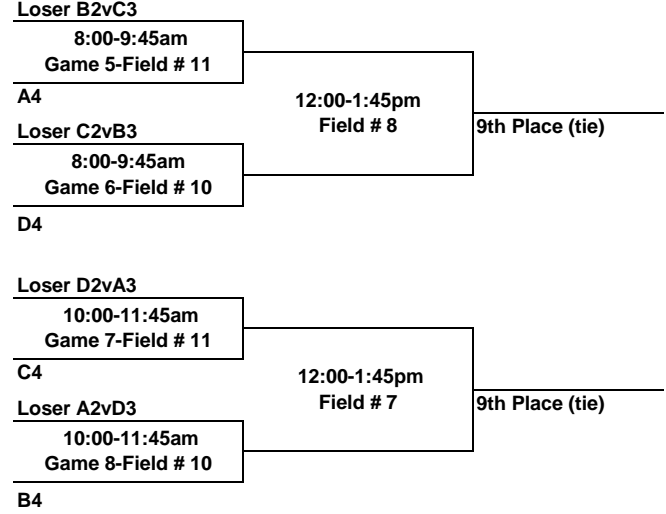 Loser B2vC3
8:00-9:45am
Game 5-Field # 11
A4
12:00-1:45pm
Field # 8
9th Place (tie)
Loser C2vB3
8:00-9:45am
Game 6-Field # 10
D4
Loser D2vA3
10:00-11:45am
Game 7-Field # 11
C4
12:00-1:45pm
Field # 7
9th Place (tie)
Loser A2vD3
10:00-11:45am
Game 8-Field # 10
B4